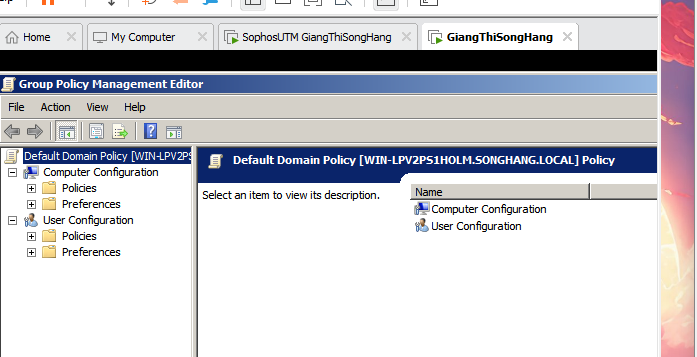 Home
My Computer
SophosUTM GiangThiSongHang
GiangThiSongHang
Group Policy Management Editor
File Action View Help
Default Domain Policy [WIN-LPV2PS
Computer Configuration
Policies
Preferences
User Configuration
Policies
Preferences
Default Domain Policy [WIN-LPV2PS1HOLM.SONGHANG.LOCAL] Policy
Select an item to view its description.
Name
Computer Configuration
User Configuration